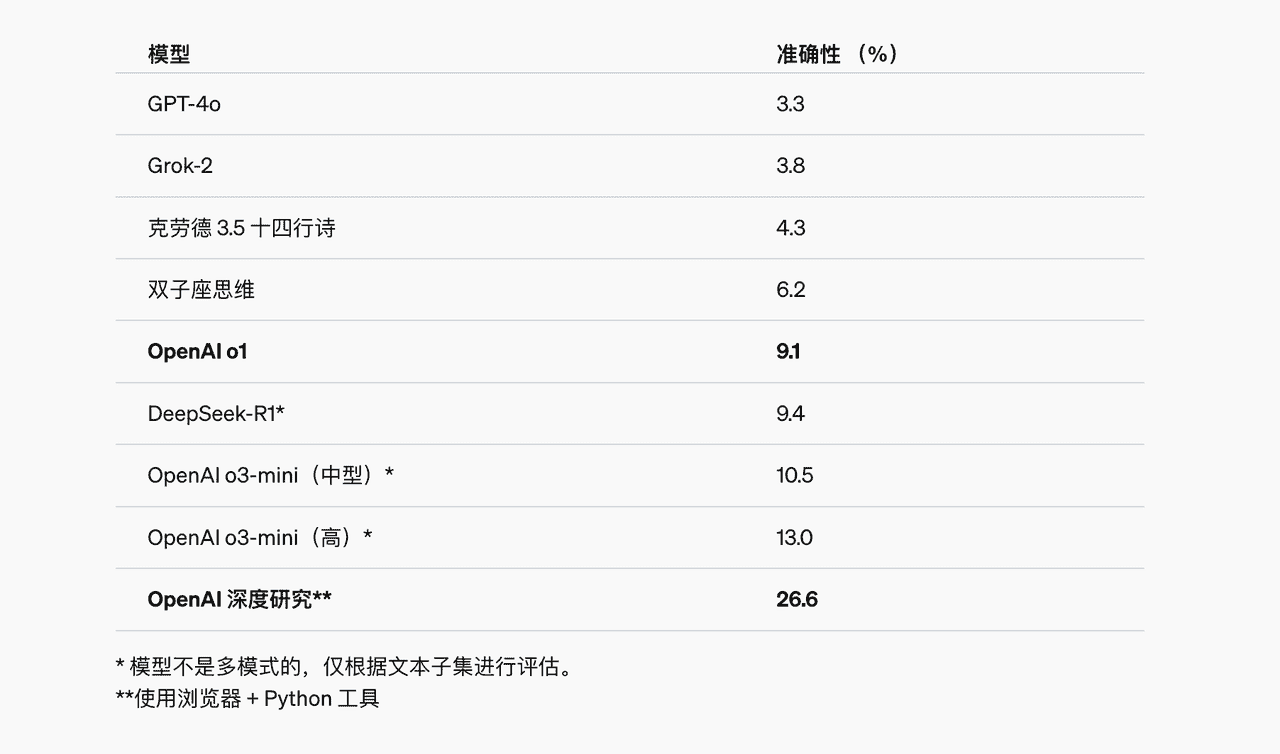 模型 准确性 （%）
GPT-4o 3.3
Grok-2 3.8
克劳德 3.5 十四行诗 4.3
双子座思维 6.2
OpenAI o1 9.1
DeepSeek-R1* 9.4
OpenAI o3-mini（中型）* 10.5
OpenAI o3-mini（高）* 13.0
OpenAI 深度研究** 26.6
* 模型不是多模式的，仅根据文本子集进行评估。
**使用浏览器 + Python 工具